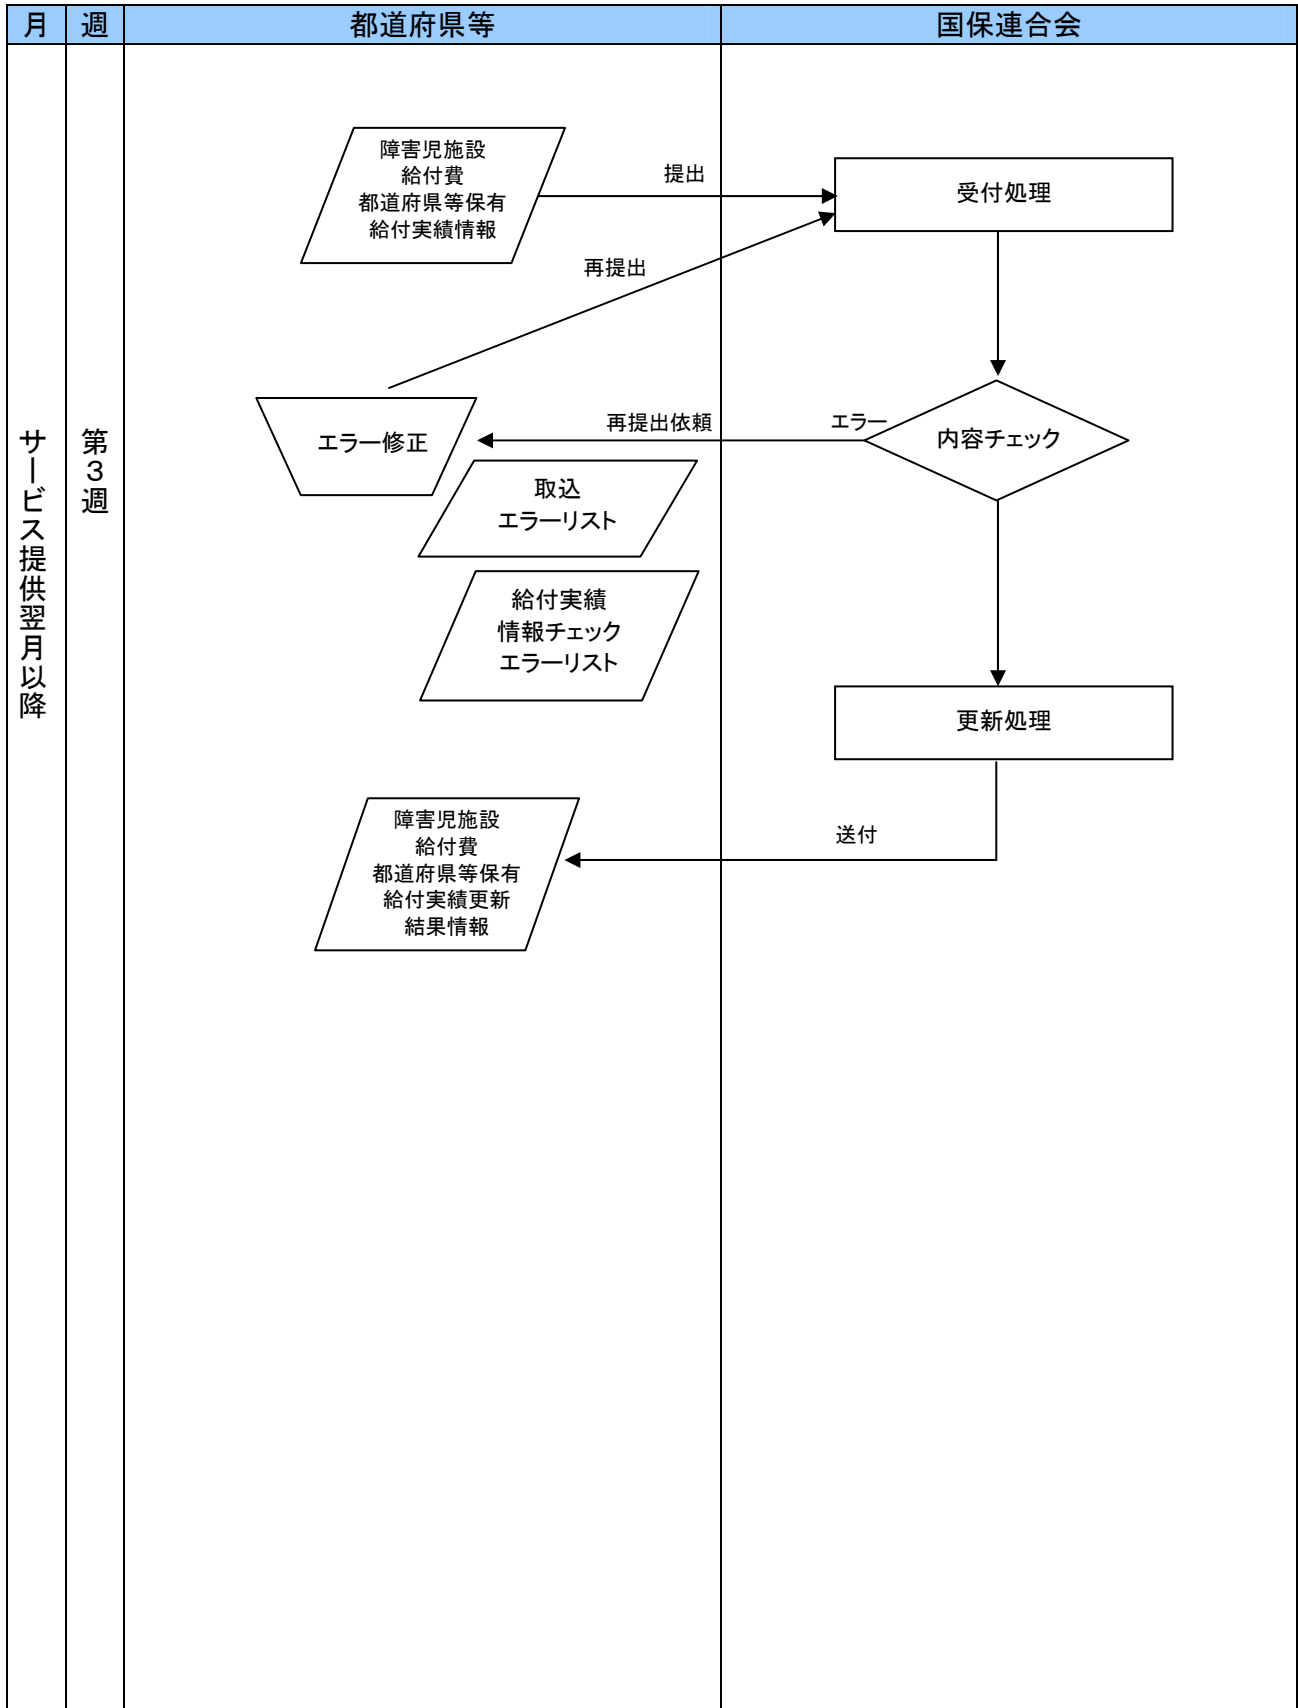 月
週
都道府県等
国保連合会
サービス提供翌月以降
第3週
障害児施設
給付費
都道府県等保有
給付実績情報
提出
受付処理
再提出
エラー修正
再提出依頼
エラー
内容チェック
取込
エラーリスト
給付実績
情報チェック
エラーリスト
更新処理
送付
障害児施設
給付費
都道府県等保有
給付実績更新
結果情報